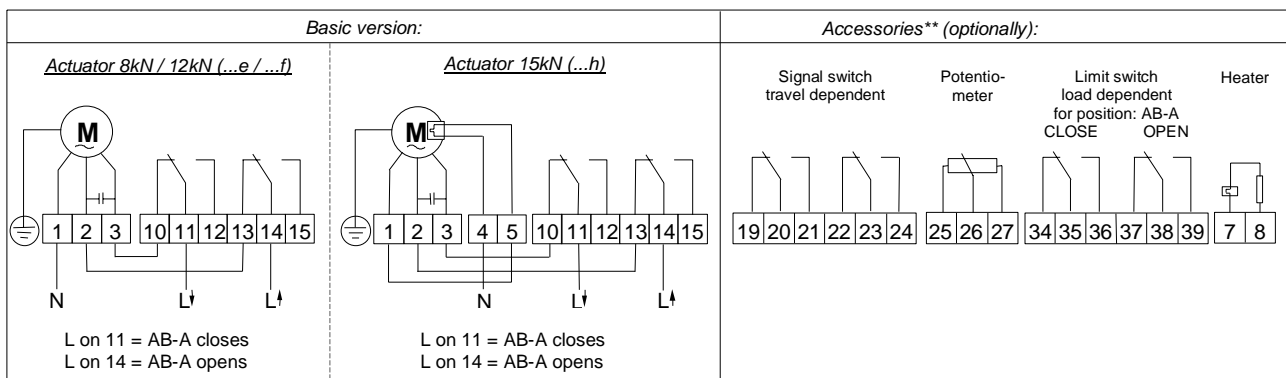 Basic version:
Accessories** (optionally):
Actuator 8kN / 12kN (...e / ...f)
M
1 2 3 10 11 12 13 14 15
N L L
L on 11 = AB-A closes
L on 14 = AB-A opens
Actuator 15kN (...h)
M
1 2 3 4 5 10 11 12 13 14 15
N L L
L on 11 = AB-A closes
L on 14 = AB-A opens
Signal switch
travel dependent
19 20 21 22 23 24
Potentio-
meter
25 26 27
Limit switch
load dependent
for position: AB-A
CLOSE OPEN
34 35 36 37 38 39
Heater
7 8